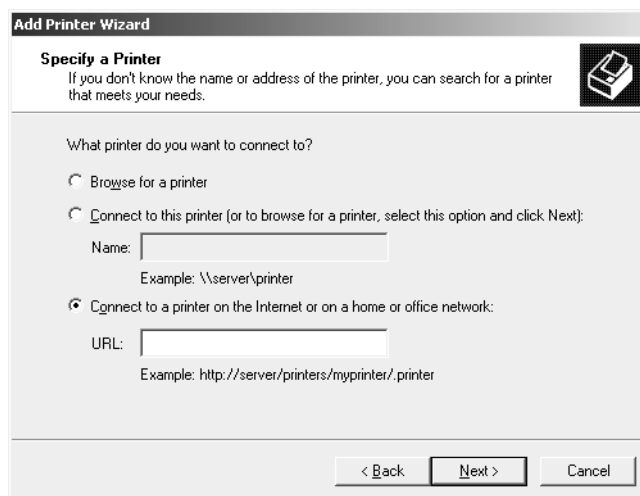 Add Printer Wizard
Specify a Printer
If you don't know the name or address of the printer, you can search for a printer
that meets your needs.
What printer do you want to connect to?
Browse for a printer
Connect to this printer (or to browse for a printer, select this option and click Next):
Name:
Example: \\server\printer
Connect to a printer on the Internet or on a home or office network:
URL:
Example: http://server/printers/myprinter/.printer
< Back Next > Cancel